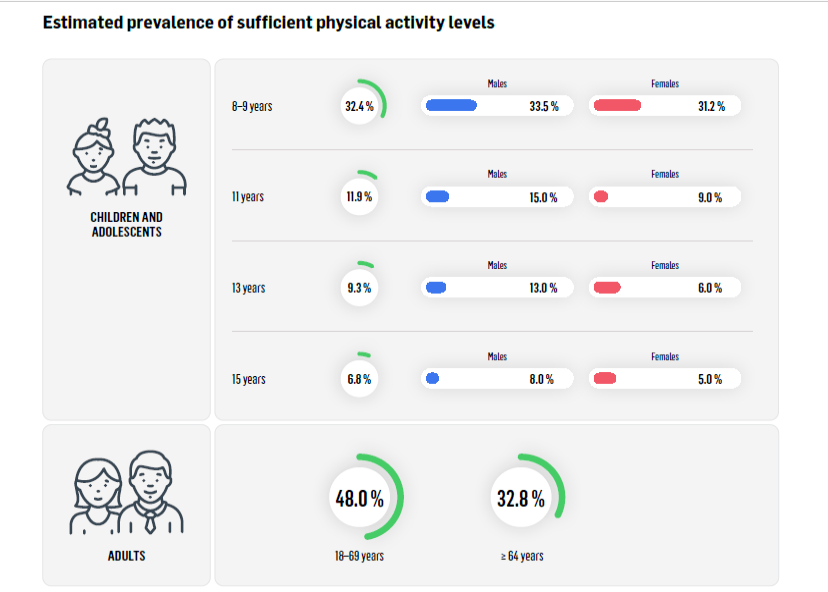 Estimated prevalence of sufficient physical activity levels
CHILDREN AND
ADOLESCENTS
Males
Females
8–9 years
32.4 %
33.5 %
31.2 %
Males
Females
11 years
11.9 %
15.0 %
9.0 %
Males
Females
13 years
9.3 %
13.0 %
6.0 %
Males
Females
15 years
6.8 %
8.0 %
5.0 %
ADULTS
48.0 %
32.8 %
18–69 years
≥ 64 years